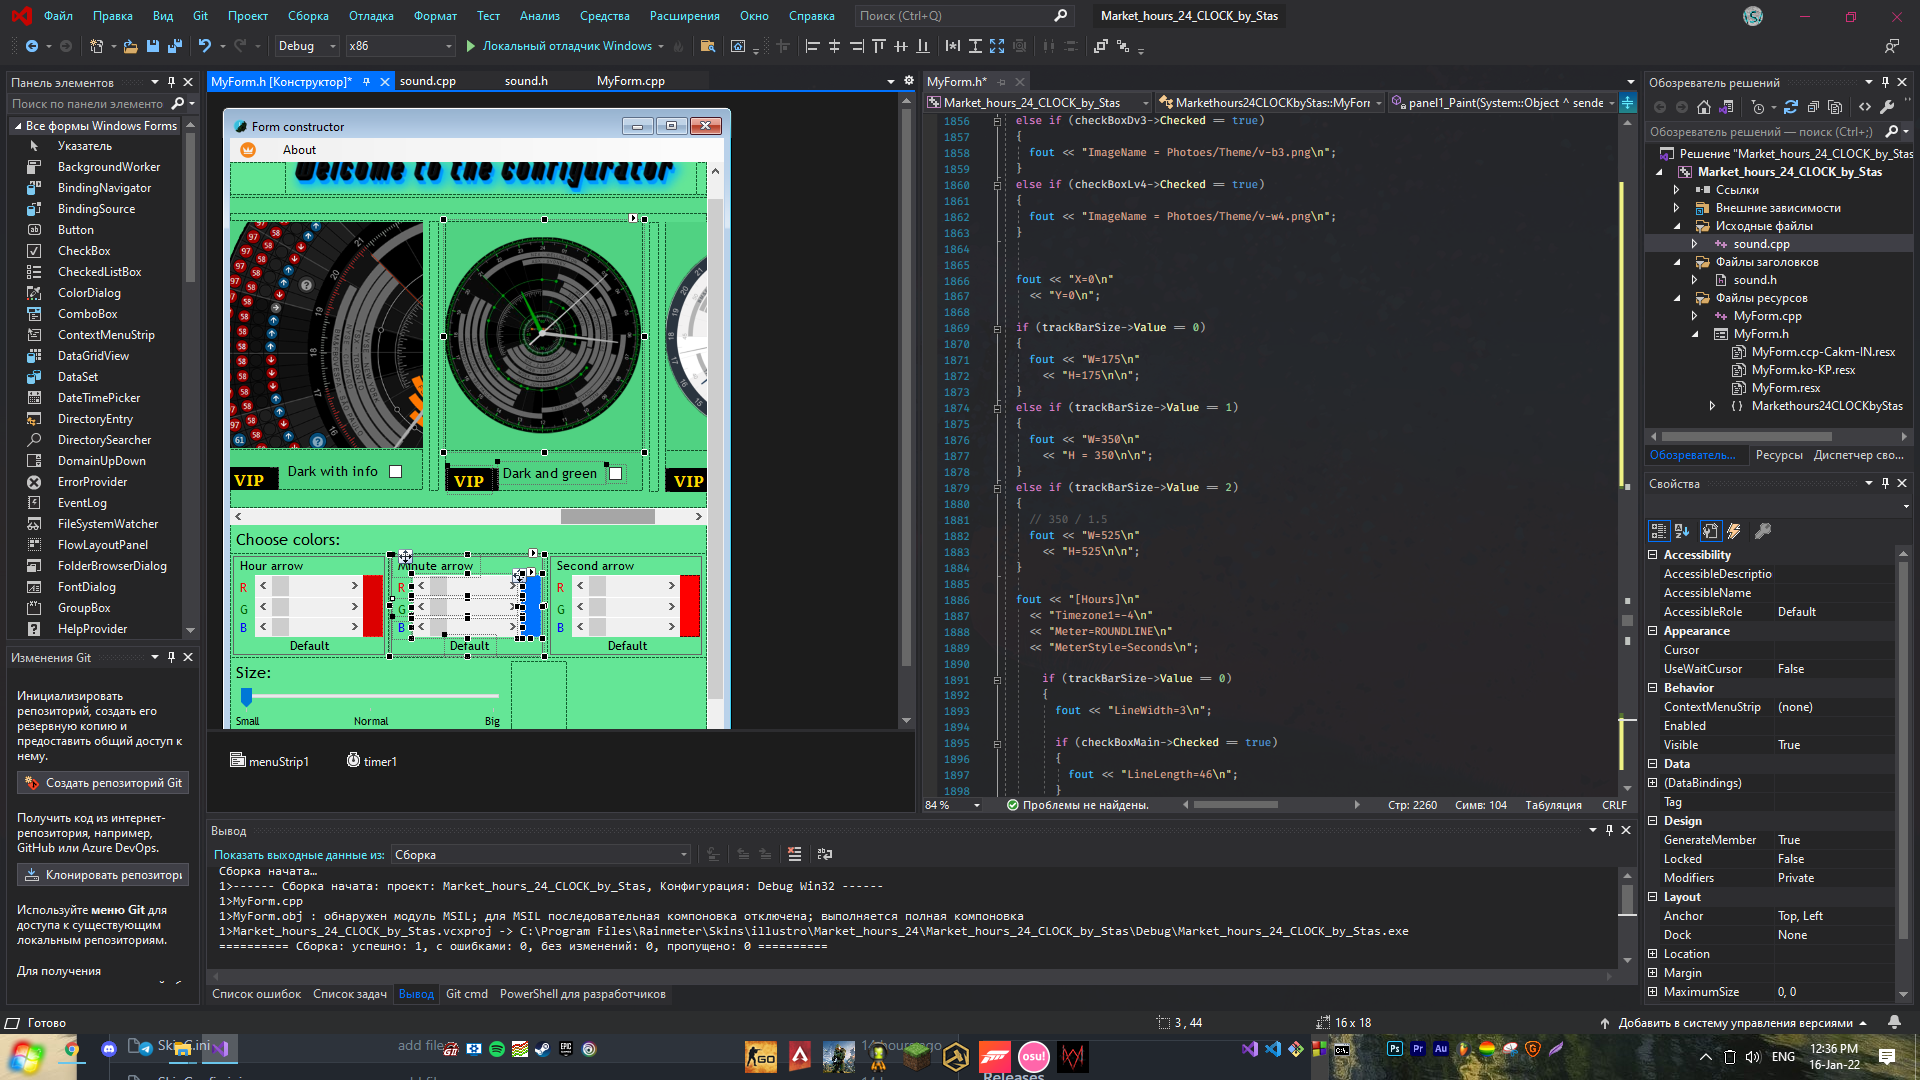 Файл Правка Вид Git Проект Сборка Отладка Формат Тест Анализ Средства Расширения Окно Справка Поиск (Ctrl+Q) Market_hours_24_CLOCK_by_Stas
Debug x86 Локальный отладчик Windows
Панель элементов
Поиск по панели элементо
Все формы Windows Forms
Указатель
BackgroundWorker
BindingNavigator
BindingSource
Button
CheckBox
CheckedListBox
ColorDialog
ComboBox
ContextMenuStrip
DataGridView
DataSet
DateTimePicker
DirectoryEntry
DirectorySearcher
DomainUpDown
ErrorProvider
EventLog
FileSystemWatcher
FlowLayoutPanel
FolderBrowserDialog
FontDialog
GroupBox
HelpProvider
Изменения Git
Инициализировать
репозиторий, создать его
резервную копию и
предоставить общий доступ к
нему.
Создать репозиторий Git
Получить код из интернет-
репозитория, например,
GitHub или Azure DevOps.
Клонировать репозитори
Используйте меню Git для
доступа к существующим
локальным репозиториям.
Для получения
MyForm.h [Конструктор]* sound.cpp sound.h MyForm.cpp
Form constructor
About
Welcome to the configurator
VIP Dark with info
VIP Dark and green
VIP
Choose colors:
Hour arrow
R
G
B
Default
Minute arrow
R
G
B
Default
Second arrow
R
G
B
Default
Size:
Small Normal Big
menuStrip1 timer1
MyForm.h*
Market_hours_24_CLOCK_by_Stas Markethours24CLOCKbyStas::MyForr panel1_Paint(System::Object ^ sende
1856 else if (checkBoxDv3->Checked == true)
1857 {
1858 fout << "ImageName = Photoes/Theme/v-b3.png\n";
1859 }
1860 else if (checkBoxLv4->Checked == true)
1861 {
1862 fout << "ImageName = Photoes/Theme/v-w4.png\n";
1863 }
1864
1865
1866 fout << "X=0\n"
1867 << "Y=0\n";
1868
1869 if (trackBarSize->Value == 0)
1870 {
1871 fout << "W=175\n"
1872 << "H=175\n\n";
1873 }
1874 else if (trackBarSize->Value == 1)
1875 {
1876 fout << "W=350\n"
1877 << "H = 350\n\n";
1878 }
1879 else if (trackBarSize->Value == 2)
1880 {
1881 // 350 / 1.5
1882 fout << "W=525\n"
1883 << "H=525\n\n";
1884 }
1885
1886 fout << "[Hours]\n"
1887 << "Timezone1=-4\n"
1888 << "Meter=ROUNDLINE\n"
1889 << "MeterStyle=Seconds\n";
1890
1891 if (trackBarSize->Value == 0)
1892 {
1893 fout << "LineWidth=3\n";
1894
1895 if (checkBoxMain->Checked == true)
1896 {
1897 fout << "LineLength=46\n";
1898 }
84 % Проблемы не найдены. Стр: 2260 Симв: 104 Табуляция CRLF
Вывод
Показать выходные данные из: Сборка
Сборка начата…
1>------ Сборка начата: проект: Market_hours_24_CLOCK_by_Stas, Конфигурация: Debug Win32 ------
1>MyForm.cpp
1>MyForm.obj : обнаружен модуль MSIL; для MSIL последовательная компоновка отключена; выполняется полная компоновка
1>Market_hours_24_CLOCK_by_Stas.vcxproj -> C:\Program Files\Rainmeter\Skins\illustro\Market_hours_24\Market_hours_24_CLOCK_by_Stas\Debug\Market_hours_24_CLOCK_by_Stas.exe
========== Сборка: успешно: 1, с ошибками: 0, без изменений: 0, пропущено: 0 ==========
Список ошибок Список задач Вывод Git cmd PowerShell для разработчиков
Обозреватель решений
Обозреватель решений — поиск (Ctrl+;)
Решение "Market_hours_24_CLOCK_by_Stas
Market_hours_24_CLOCK_by_Stas
Ссылки
Внешние зависимости
Исходные файлы
sound.cpp
Файлы заголовков
sound.h
Файлы ресурсов
MyForm.cpp
MyForm.h
MyForm.ccp-Cakm-IN.resx
MyForm.ko-KP.resx
MyForm.resx
Markethours24CLOCKbyStas
Обозреватель... Ресурсы Диспетчер сво...
Свойства
Accessibility
AccessibleDescriptio
AccessibleName
AccessibleRole Default
Appearance
Cursor
UseWaitCursor False
Behavior
ContextMenuStrip (none)
Enabled
Visible True
Data
(DataBindings)
Tag
Design
GenerateMember True
Locked False
Modifiers Private
Layout
Anchor Top, Left
Dock None
Location
Margin
MaximumSize 0, 0
Готово 3 , 44 16 x 18 Добавить в систему управления версиями
add file
14 hours ago
Releases
ENG
12:36 PM
16-Jan-22